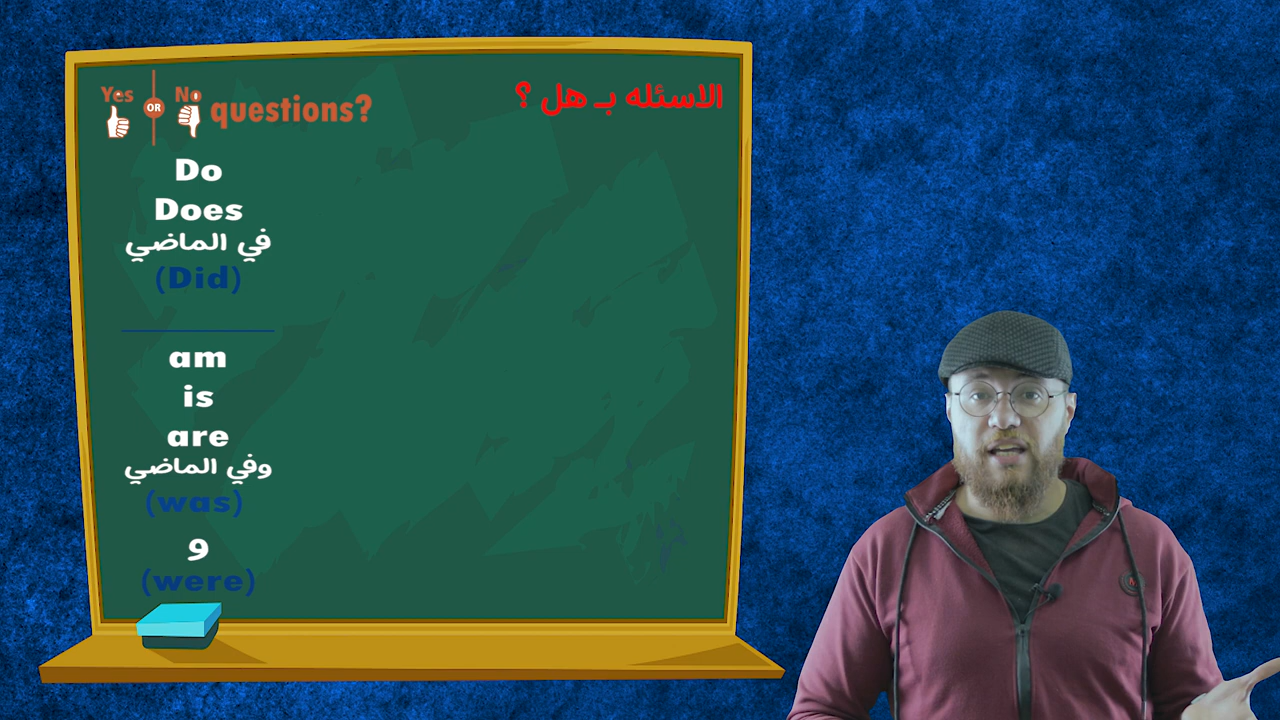 Yes OR No questions?
الاسئله بـ هل ؟
Do
Does
في الماضي
(Did)
am
is
are
وفي الماضي
(was)
و
(were)